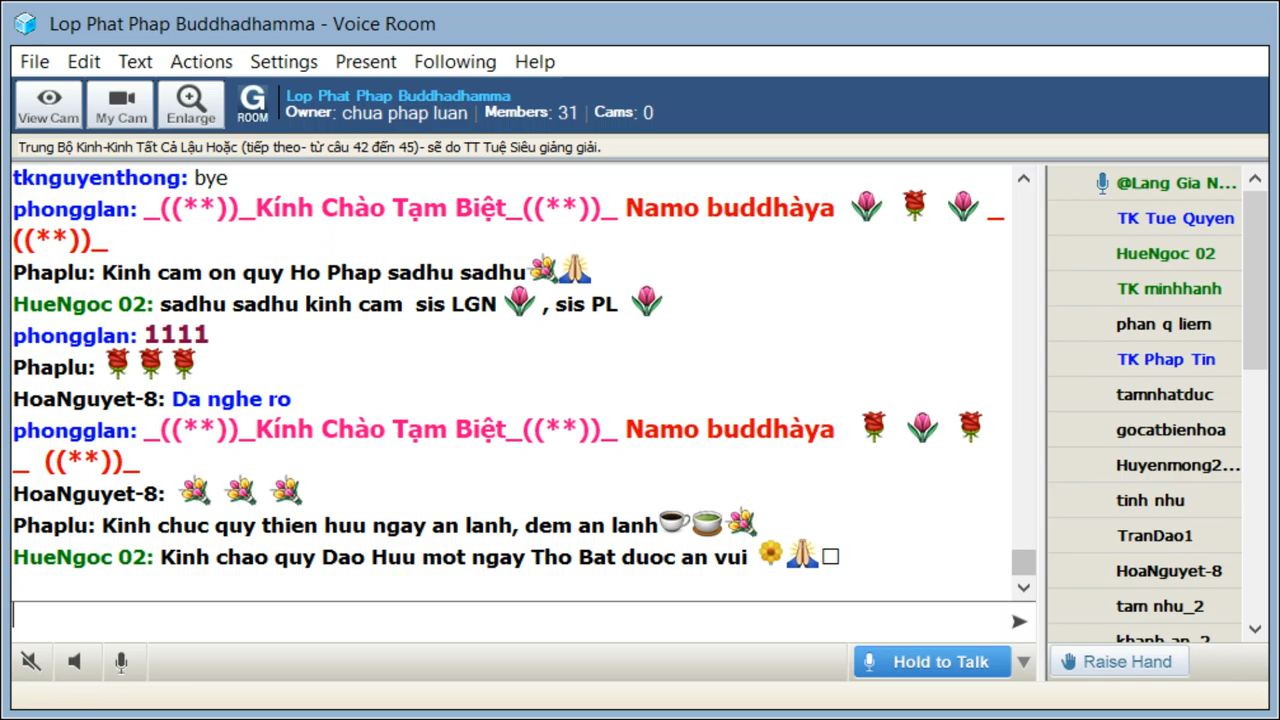 Lop Phat Phap Buddhadhamma - Voice Room
File Edit Text Actions Settings Present Following Help
View Cam My Cam Enlarge G ROOM
Lop Phat Phap Buddhadhamma
Owner: chua phap luan | Members: 31 | Cams: 0
Trung Bộ Kinh-Kinh Tất Cả Lậu Hoặc (tiếp theo- từ câu 42 đến 45)- sẽ do TT Tuệ Siêu giảng giải.
tknguyenthong: bye
phongglan: _((**))_Kính Chào Tạm Biệt_((**))_ Namo buddhàya _
((**))_
Phaplu: Kinh cam on quy Ho Phap sadhu sadhu
HueNgoc 02: sadhu sadhu kinh cam sis LGN , sis PL
phongglan: 1111
Phaplu:
HoaNguyet-8: Da nghe ro
phongglan: _((**))_Kính Chào Tạm Biệt_((**))_ Namo buddhàya
_ ((**))_
HoaNguyet-8:
Phaplu: Kinh chuc quy thien huu ngay an lanh, dem an lanh
HueNgoc 02: Kinh chao quy Dao Huu mot ngay Tho Bat duoc an vui
@Lang Gia N...
TK Tue Quyen
HueNgoc 02
TK minhhanh
phan q liem
TK Phap Tin
tamnhatduc
gocatbienhoa
Huyenmong2...
tinh nhu
TranDao1
HoaNguyet-8
tam nhu_2
khanh an_2
Hold to Talk
Raise Hand